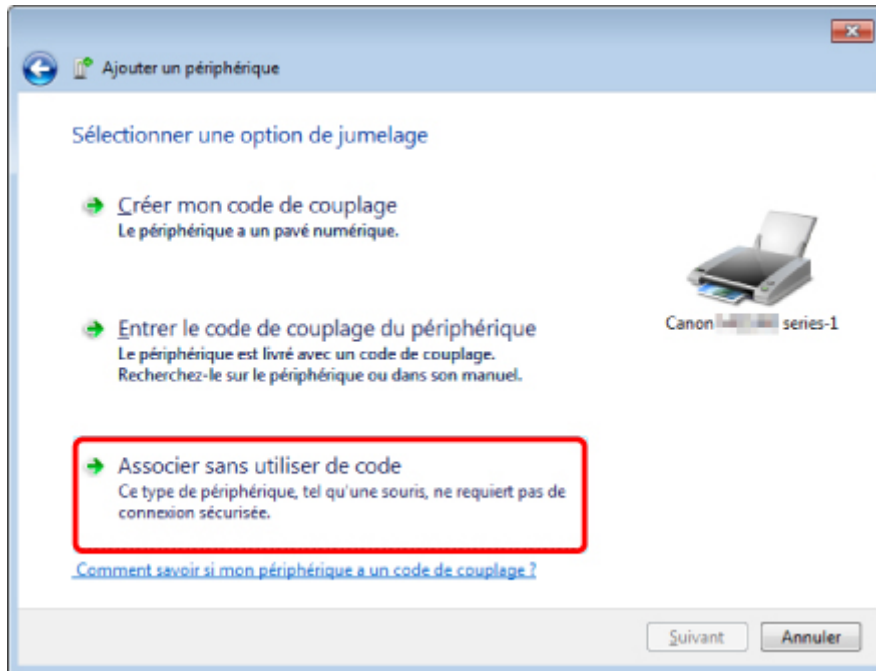 Ajouter un périphérique
Sélectionner une option de jumelage
Créer mon code de couplage
Le périphérique a un pavé numérique.
Entrer le code de couplage du périphérique
Le périphérique est livré avec un code de couplage.
Recherchez-le sur le périphérique ou dans son manuel.
Canon series-1
Associer sans utiliser de code
Ce type de périphérique, tel qu'une souris, ne requiert pas de
connexion sécurisée.
Comment savoir si mon périphérique a un code de couplage ?
Suivant
Annuler